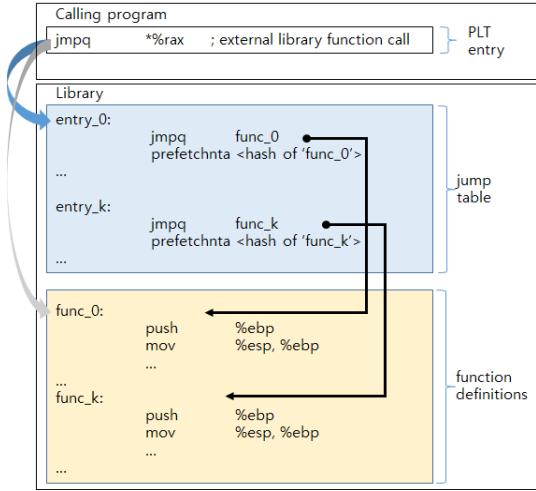 Calling program
jmpq *%rax ; external library function call
PLT
entry
Library
entry_0:
jmpq func_0
prefetchnta <hash of 'func_0'>
...
entry_k:
jmpq func_k
prefetchnta <hash of 'func_k'>
...
jump
table
func_0:
push %ebp
mov %esp, %ebp
...
...
func_k:
push %ebp
mov %esp, %ebp
...
...
function
definitions